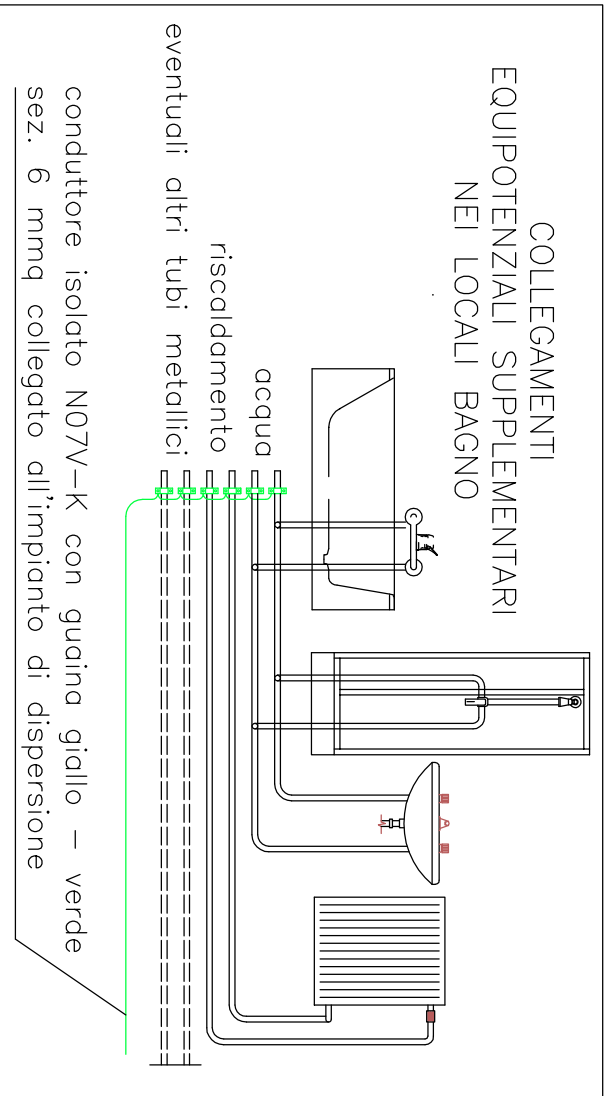 COLLEGAMENTI
EQUIPOTENZIALI SUPPLEMENTARI
NEI LOCALI BAGNO
acqua
riscaldamento
eventuali altri tubi metallici
conduttore isolato N07V-K con guaina giallo - verde
sez. 6 mmq collegato all'impianto di dispersione